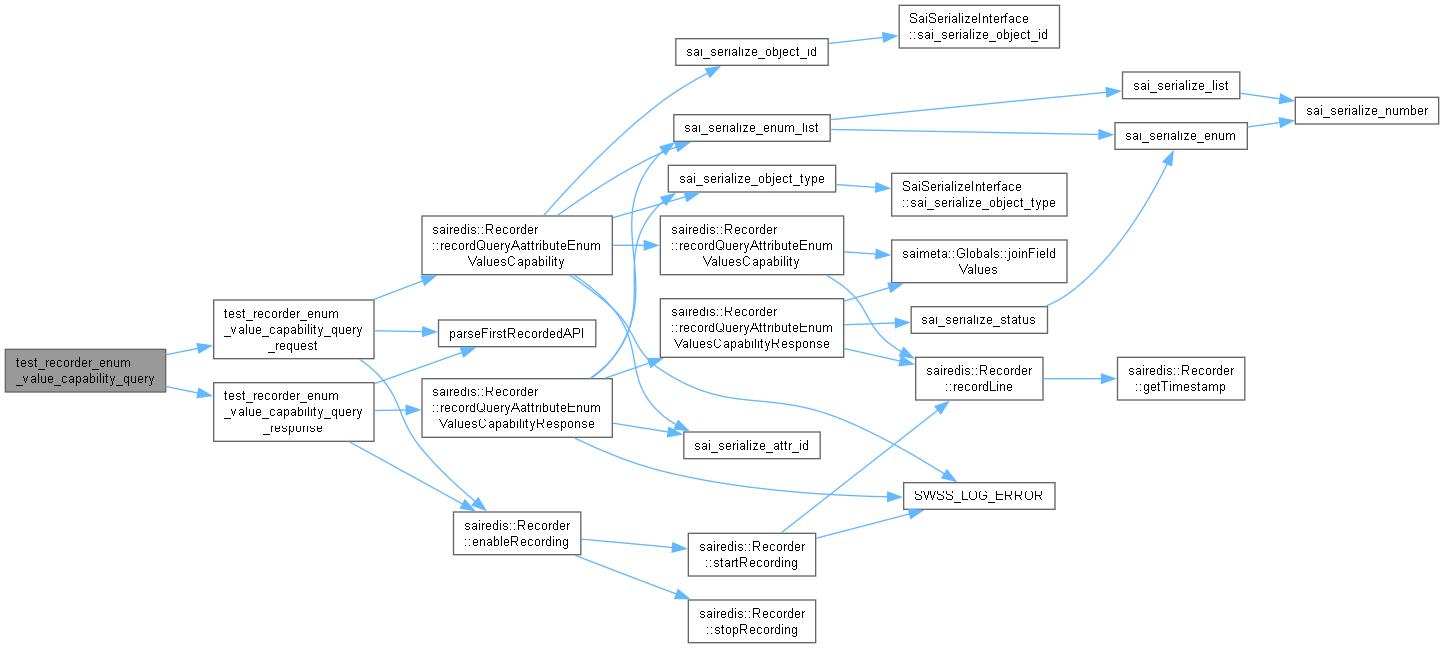 test_recorder_enum
_value_capability_query
test_recorder_enum
_value_capability_query
_request
test_recorder_enum
_value_capability_query
_response
sairedis::Recorder
::recordQueryAattributeEnum
ValuesCapability
parseFirstRecordedAPI
sairedis::Recorder
::recordQueryAattributeEnum
ValuesCapabilityResponse
sairedis::Recorder
::enableRecording
sai_serialize_object_id
sai_serialize_enum_list
sai_serialize_object_type
sairedis::Recorder
::recordQueryAttributeEnum
ValuesCapability
sairedis::Recorder
::recordQueryAttributeEnum
ValuesCapabilityResponse
sai_serialize_attr_id
sairedis::Recorder
::startRecording
sairedis::Recorder
::stopRecording
SaiSerializeInterface
::sai_serialize_object_id
SaiSerializeInterface
::sai_serialize_object_type
saimeta::Globals::joinField
Values
sai_serialize_status
sairedis::Recorder
::recordLine
SWSS_LOG_ERROR
sai_serialize_list
sai_serialize_enum
sairedis::Recorder
::getTimestamp
sai_serialize_number